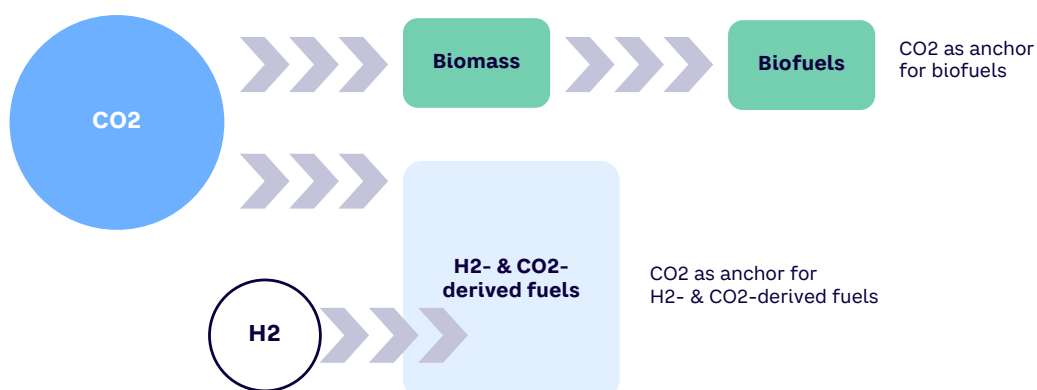 CO2
Biomass
Biofuels
CO2 as anchor
for biofuels
H2- & CO2-
derived fuels
CO2 as anchor for
H2- & CO2-derived fuels
H2